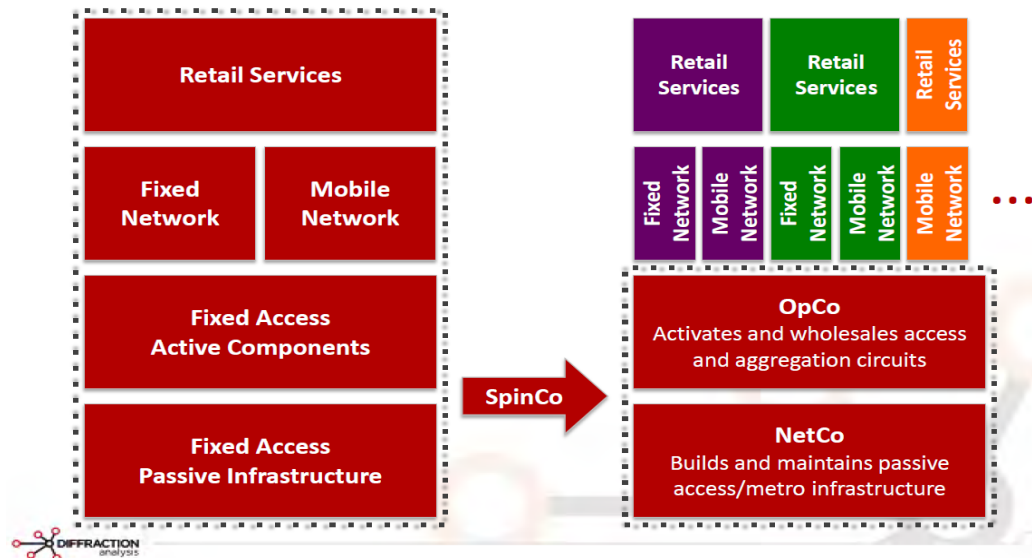 Retail Services
Fixed
Network
Mobile
Network
Fixed Access
Active Components
Fixed Access
Passive Infrastructure
SpinCo
Retail
Services
Retail
Services
Retail
Services
Fixed
Network
Mobile
Network
Fixed
Network
Mobile
Network
Mobile
Network
...
OpCo
Activates and wholesales access
and aggregation circuits
NetCo
Builds and maintains passive
access/metro infrastructure
DIFFRACTION
analysis